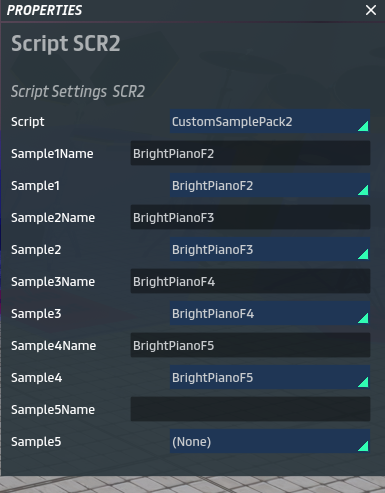 PROPERTIES
Script SCR2
Script Settings SCR2
Script CustomSamplePack2
Sample1Name BrightPianoF2
Sample1 BrightPianoF2
Sample2Name BrightPianoF3
Sample2 BrightPianoF3
Sample3Name BrightPianoF4
Sample3 BrightPianoF4
Sample4Name BrightPianoF5
Sample4 BrightPianoF5
Sample5Name
Sample5 (None)